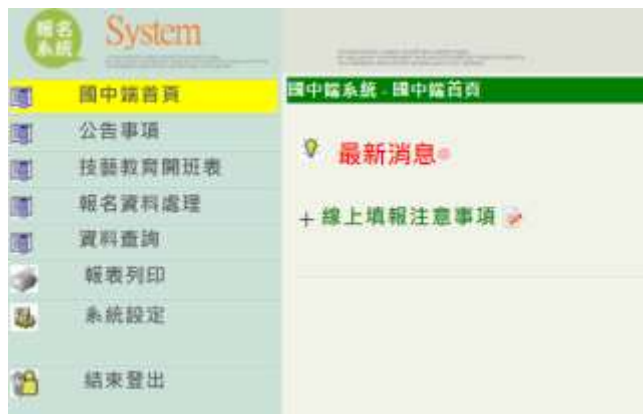 報名
系統
System
國中端首頁
公告事項
技藝教育開班表
報名資料處理
資料查詢
報表列印
系統設定
結束登出
國中端系統 - 國中端首頁
最新消息
+ 線上填報注意事項